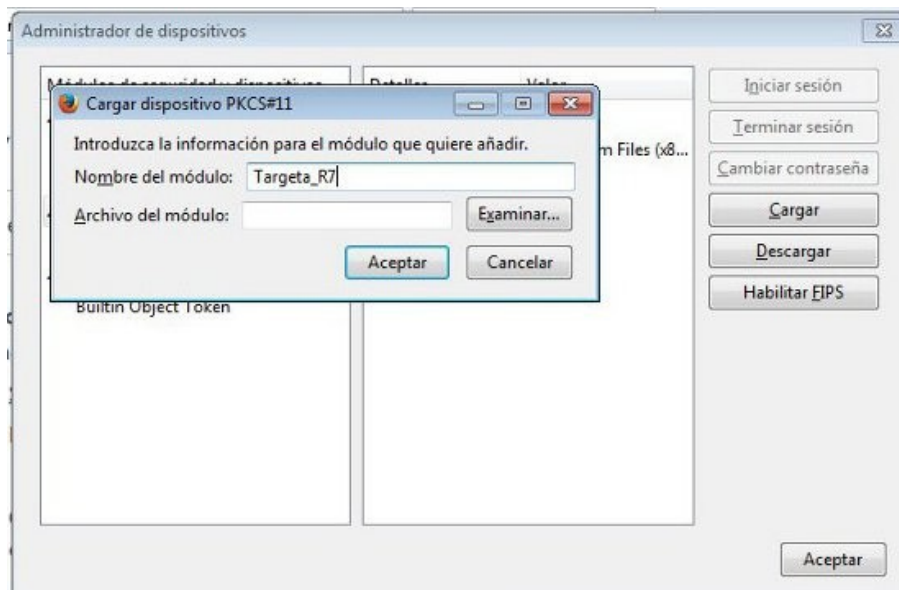 Administrador de dispositivos
Cargar dispositivo PKCS#11
Introduzca la información para el módulo que quiere añadir.
Nombre del módulo: Targeta_R7
Archivo del módulo: Examinar...
Aceptar Cancelar
Builtin Object Token
m Files (x8...
Iniciar sesión
Terminar sesión
Cambiar contraseña
Cargar
Descargar
Habilitar FIPS
Aceptar